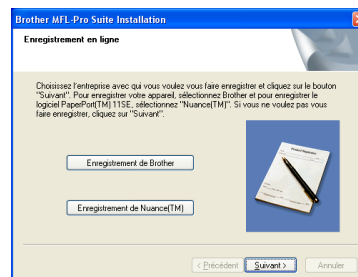 Brother MFL-Pro Suite Installation
Enregistrement en ligne
Choisissez l'entreprise avec qui vous voulez vous faire enregistrer et cliquez sur le bouton
"Suivant". Pour enregistrer votre appareil, sélectionnez Brother et pour enregistrer le
logiciel PaperPort(TM) 11SE, sélectionnez "Nuance(TM)". Si vous ne voulez pas vous
faire enregistrer, cliquez sur "Suivant".
Enregistrement de Brother
Enregistrement de Nuance(TM)
< Précédent
Suivant >
Annuler